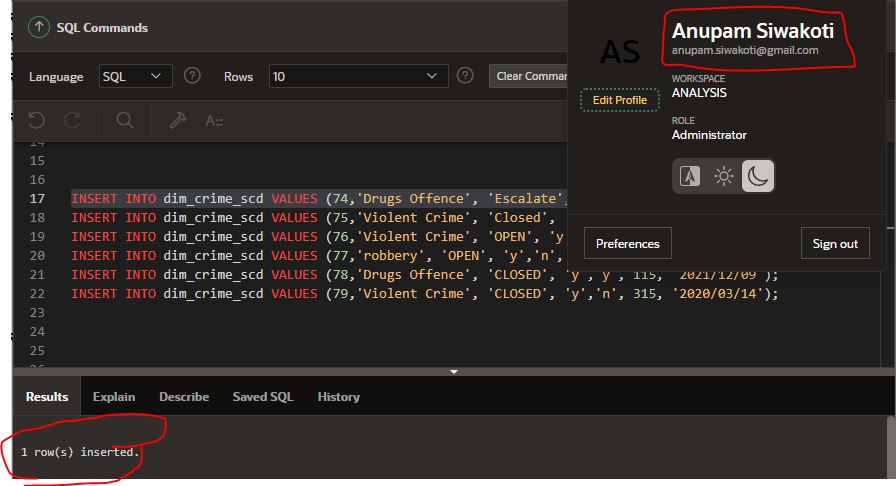 SQL Commands
Language SQL Rows 10 Clear Comma
A::
15
16
17 INSERT INTO dim_crime_scd VALUES (74,'Drugs Offence', 'Escalate',
18 INSERT INTO dim_crime_scd VALUES (75,'Violent Crime', 'Closed',
19 INSERT INTO dim_crime_scd VALUES (76,'Violent Crime', 'OPEN', 'y
20 INSERT INTO dim_crime_scd VALUES (77,'robbery', 'OPEN', 'y','n',
21 INSERT INTO dim_crime_scd VALUES (78,'Drugs Offence', 'CLOSED', 'y','y', 115, '2021/12/09');
22 INSERT INTO dim_crime_scd VALUES (79,'Violent Crime', 'CLOSED', 'y','n', 315, '2020/03/14');
23
24
25
AS
Edit Profile
Anupam Siwakoti
anupam.siwakoti@gmail.com
WORKSPACE
ANALYSIS
ROLE
Administrator
Preferences Sign out
Results Explain Describe Saved SQL History
1 row(s) inserted.